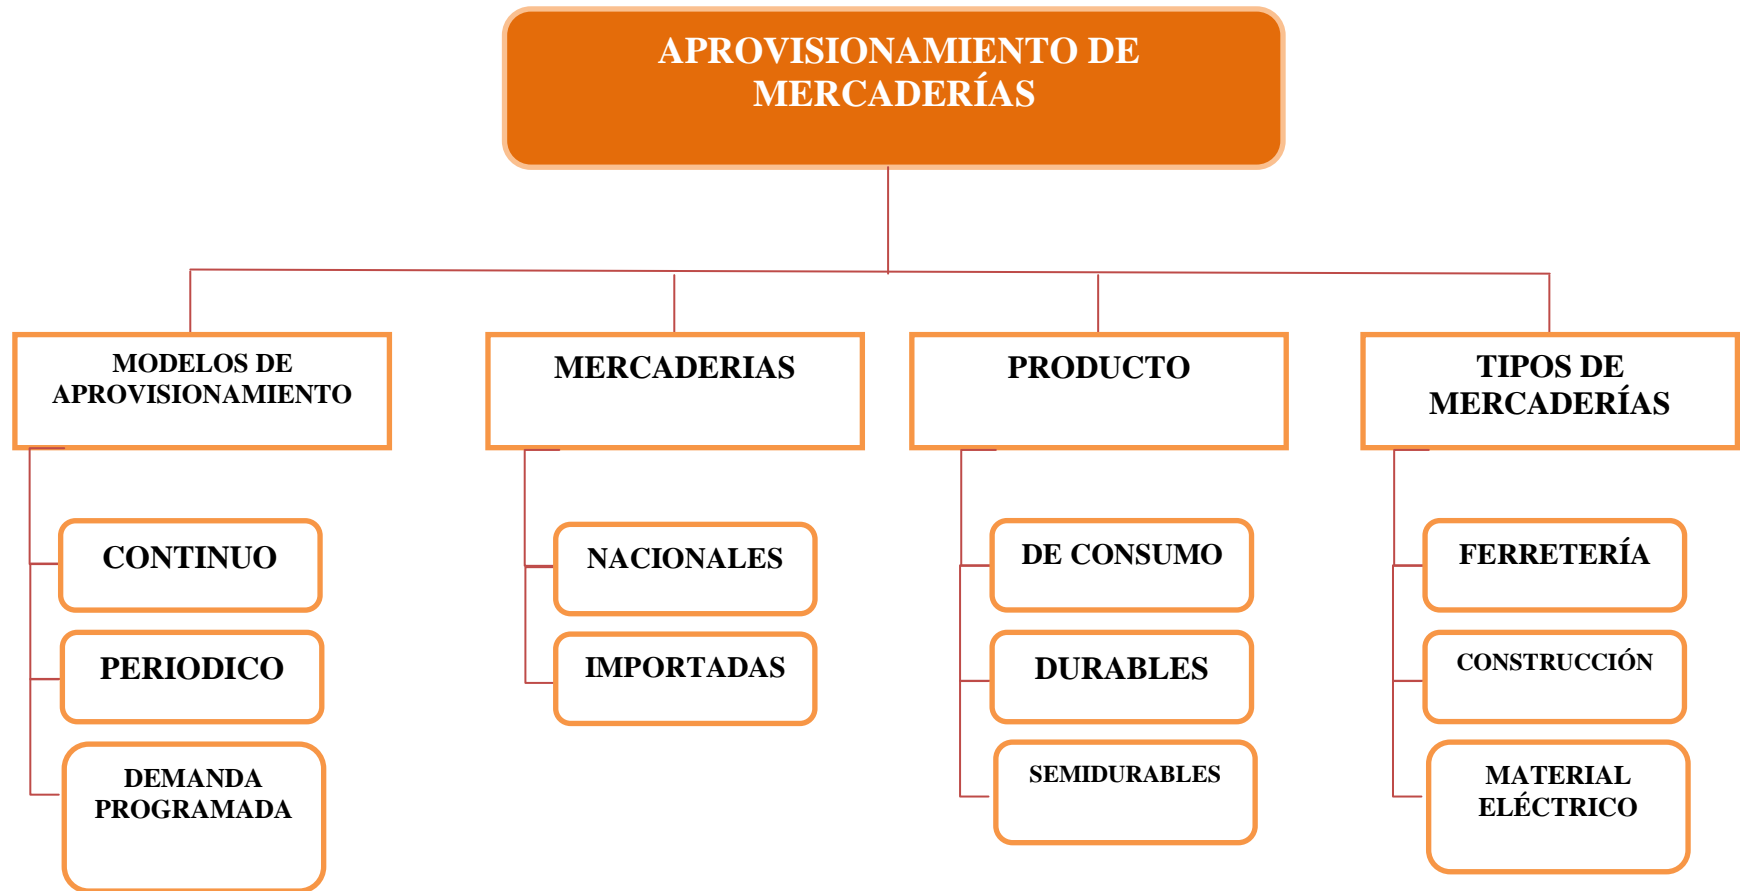 APROVISIONAMIENTO DE
MERCADERÍAS
MODELOS DE
APROVISIONAMIENTO
CONTINUO
PERIODICO
DEMANDA
PROGRAMADA
MERCADERIAS
NACIONALES
IMPORTADAS
PRODUCTO
DE CONSUMO
DURABLES
SEMIDURABLES
TIPOS DE
MERCADERÍAS
FERRETERÍA
CONSTRUCCIÓN
MATERIAL
ELÉCTRICO